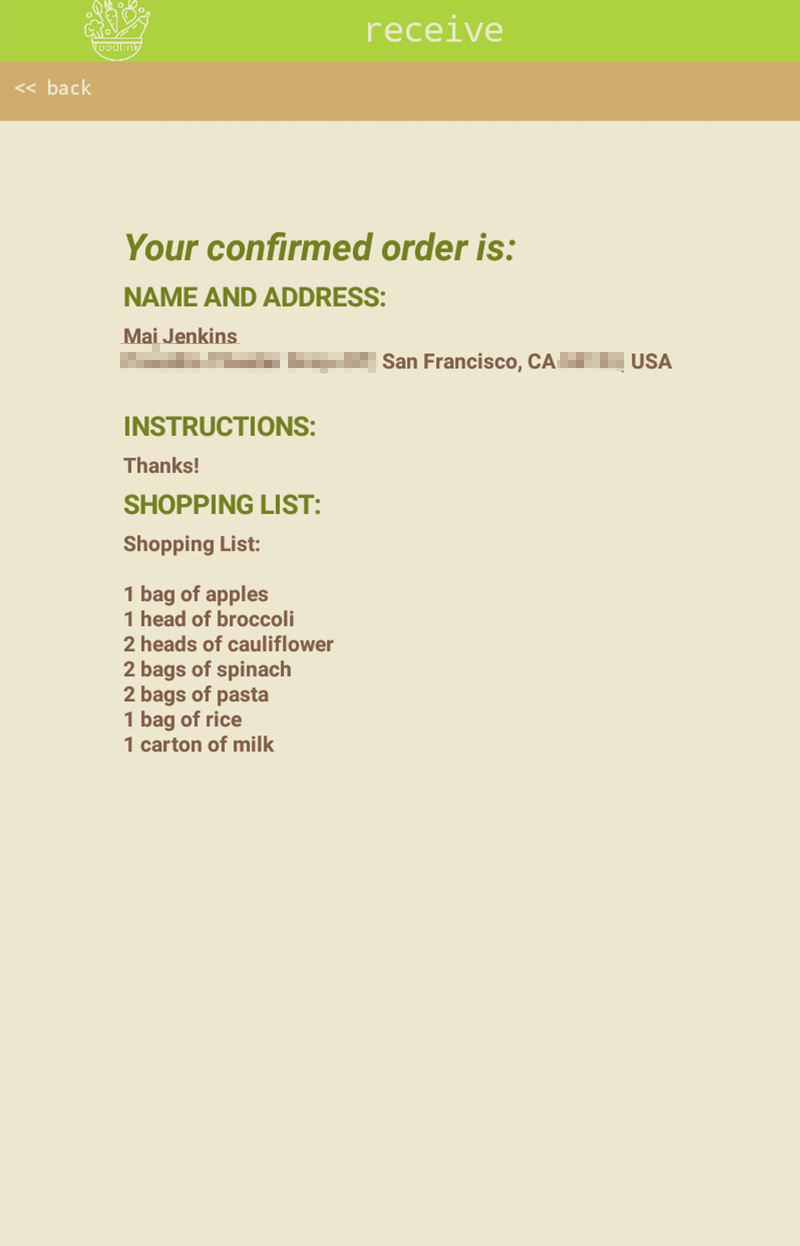 foodlink
receive
<< back
Your confirmed order is:
NAME AND ADDRESS:
Mai Jenkins
San Francisco, CA USA
INSTRUCTIONS:
Thanks!
SHOPPING LIST:
Shopping List:
1 bag of apples
1 head of broccoli
2 heads of cauliflower
2 bags of spinach
2 bags of pasta
1 bag of rice
1 carton of milk